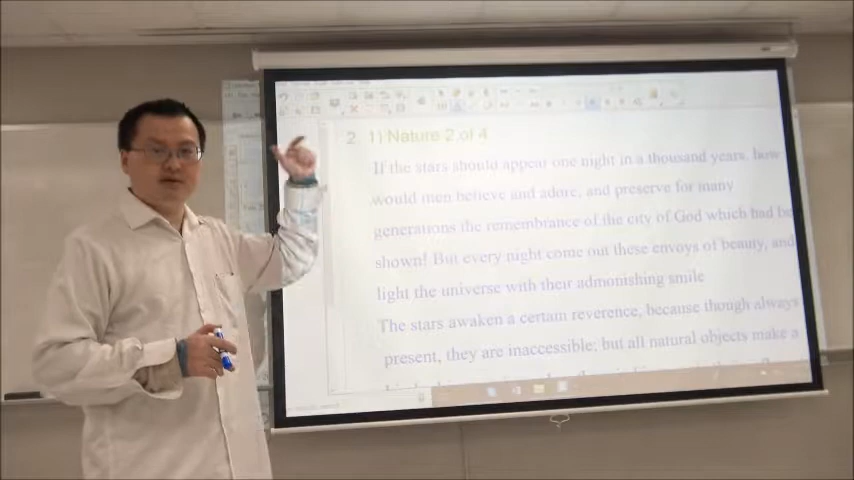 2 1) Nature 2 of 4
If the stars should appear one night in a thousand years, how
would men believe and adore, and preserve for many
generations the remembrance of the city of God which had been
shown! But every night come out these envoys of beauty, and
light the universe with their admonishing smile
The stars awaken a certain reverence, because though always
present, they are inaccessible; but all natural objects make a